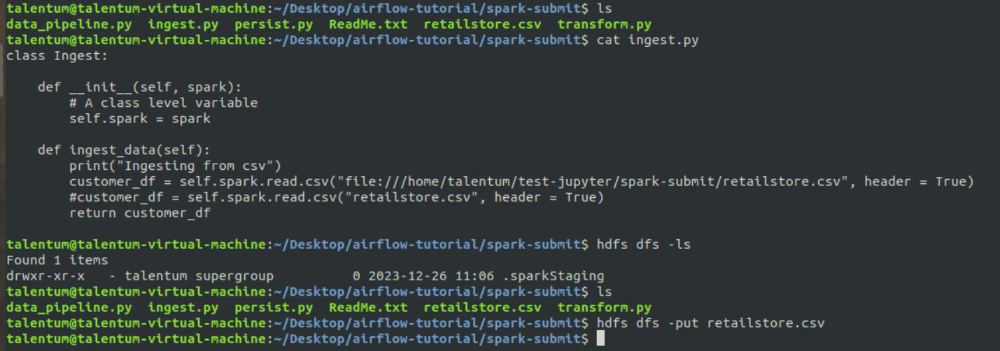 talentum@talentum-virtual-machine:~/Desktop/airflow-tutorial/spark-submit$ ls
data_pipeline.py  ingest.py  persist.py  ReadMe.txt  retailstore.csv  transform.py
talentum@talentum-virtual-machine:~/Desktop/airflow-tutorial/spark-submit$ cat ingest.py
class Ingest:
    def __init__(self, spark):
        # A class level variable
        self.spark = spark
    def ingest_data(self):
        print("Ingesting from csv")
        customer_df = self.spark.read.csv("file:///home/talentum/test-jupyter/spark-submit/retailstore.csv", header = True)
        #customer_df = self.spark.read.csv("retailstore.csv", header = True)
        return customer_df
talentum@talentum-virtual-machine:~/Desktop/airflow-tutorial/spark-submit$ hdfs dfs -ls
Found 1 items
drwxr-xr-x   - talentum supergroup          0 2023-12-26 11:06 .sparkStaging
talentum@talentum-virtual-machine:~/Desktop/airflow-tutorial/spark-submit$ ls
data_pipeline.py  ingest.py  persist.py  ReadMe.txt  retailstore.csv  transform.py
talentum@talentum-virtual-machine:~/Desktop/airflow-tutorial/spark-submit$ hdfs dfs -put retailstore.csv
talentum@talentum-virtual-machine:~/Desktop/airflow-tutorial/spark-submit$